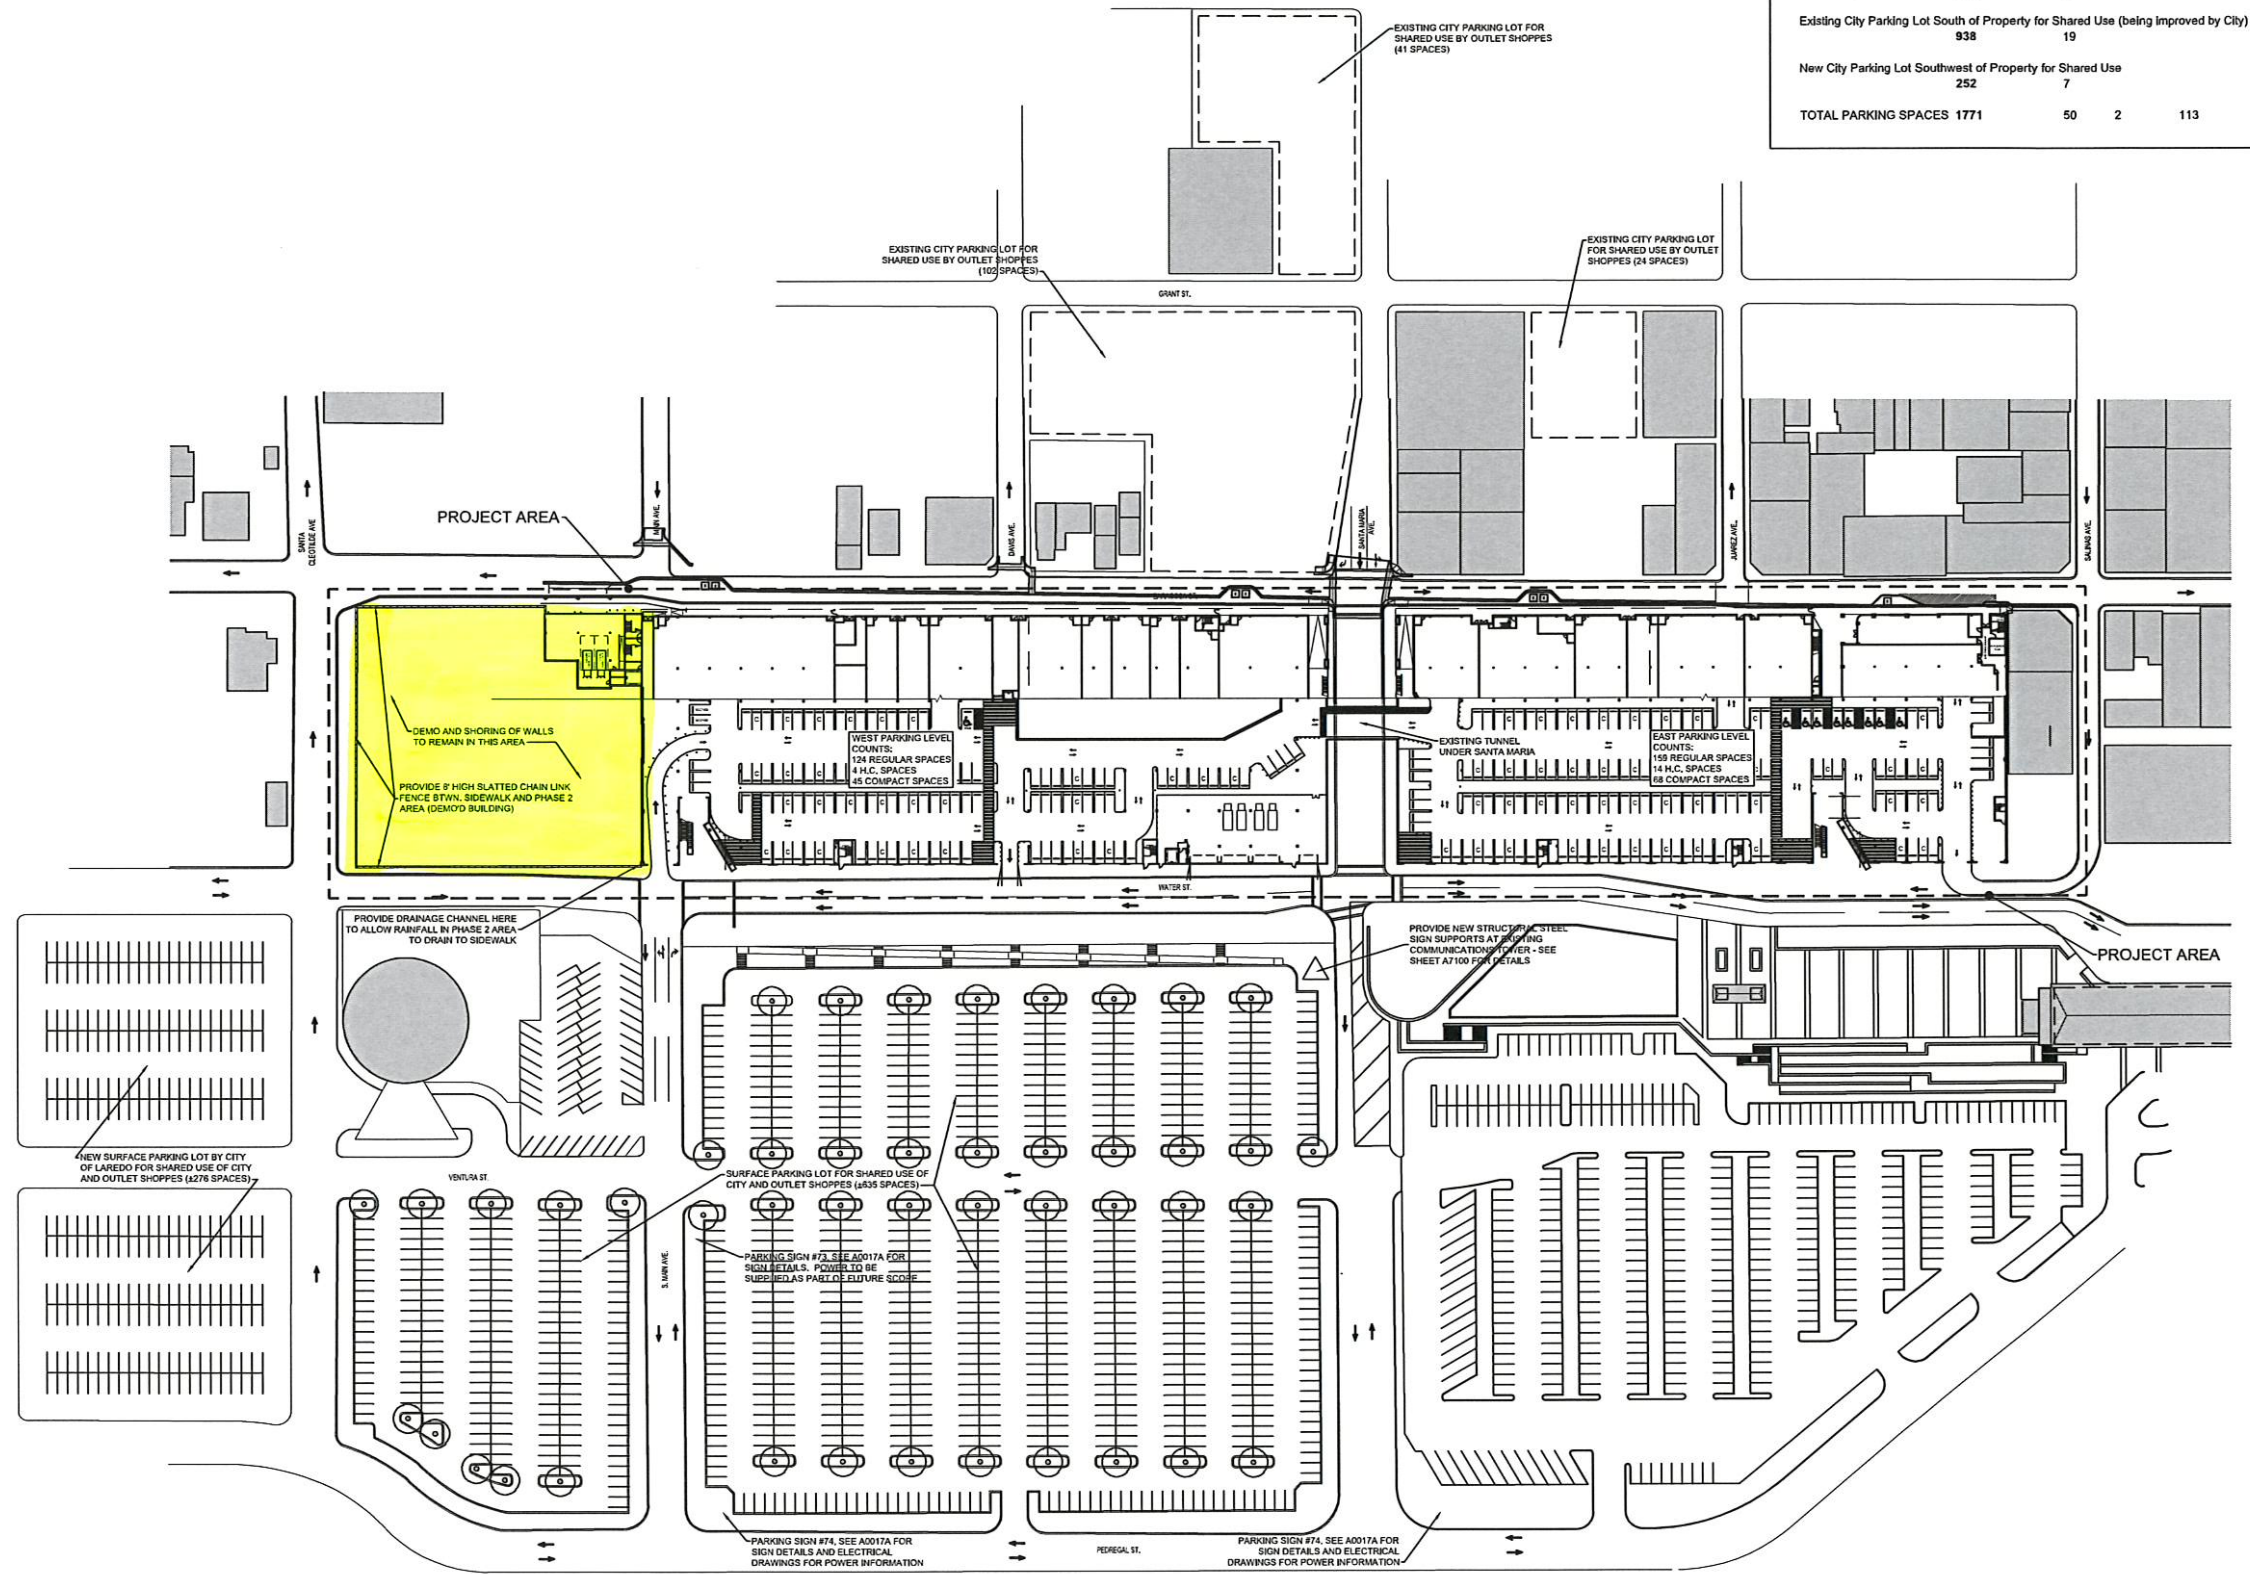 Existing City Parking Lot South of Property for Shared Use (being improved by City)
938 19
New City Parking Lot Southwest of Property for Shared Use
252 7
TOTAL PARKING SPACES 1771 50 2 113
EXISTING CITY PARKING LOT FOR
SHARED USE BY OUTLET SHOPPES
(41 SPACES)
EXISTING CITY PARKING LOT FOR
SHARED USE BY OUTLET SHOPPES
(102 SPACES)
EXISTING CITY PARKING LOT
FOR SHARED USE BY OUTLET
SHOPPES (24 SPACES)
GRANT ST.
PROJECT AREA
SANTA
CLEOTILDE AVE
MAIN AVE.
DAVIS AVE.
SANTA MARIA
AVE.
JUAREZ AVE.
SALINAS AVE.
DEMO AND SHORING OF WALLS
TO REMAIN IN THIS AREA
PROVIDE 8' HIGH SLATTED CHAIN LINK
FENCE BTWN. SIDEWALK AND PHASE 2
AREA (DEMO'D BUILDING)
WEST PARKING LEVEL
COUNTS:
124 REGULAR SPACES
4 H.C. SPACES
45 COMPACT SPACES
EXISTING TUNNEL
UNDER SANTA MARIA
EAST PARKING LEVEL
COUNTS:
159 REGULAR SPACES
14 H.C. SPACES
68 COMPACT SPACES
WATER ST.
PROVIDE DRAINAGE CHANNEL HERE
TO ALLOW RAINFALL IN PHASE 2 AREA
TO DRAIN TO SIDEWALK
PROVIDE NEW STRUCTURAL STEEL
SIGN SUPPORTS AT EXISTING
COMMUNICATIONS TOWER - SEE
SHEET A7100 FOR DETAILS
PROJECT AREA
NEW SURFACE PARKING LOT BY CITY
OF LAREDO FOR SHARED USE OF CITY
AND OUTLET SHOPPES (±276 SPACES)
VENTURA ST.
SURFACE PARKING LOT FOR SHARED USE OF
CITY AND OUTLET SHOPPES (±635 SPACES)
PARKING SIGN #73, SEE A0017A FOR
SIGN DETAILS. POWER TO BE
SUPPLIED AS PART OF FUTURE SCOPE
S. MAIN AVE.
PARKING SIGN #74, SEE A0017A FOR
SIGN DETAILS AND ELECTRICAL
DRAWINGS FOR POWER INFORMATION
PEDREGAL ST.
PARKING SIGN #74, SEE A0017A FOR
SIGN DETAILS AND ELECTRICAL
DRAWINGS FOR POWER INFORMATION